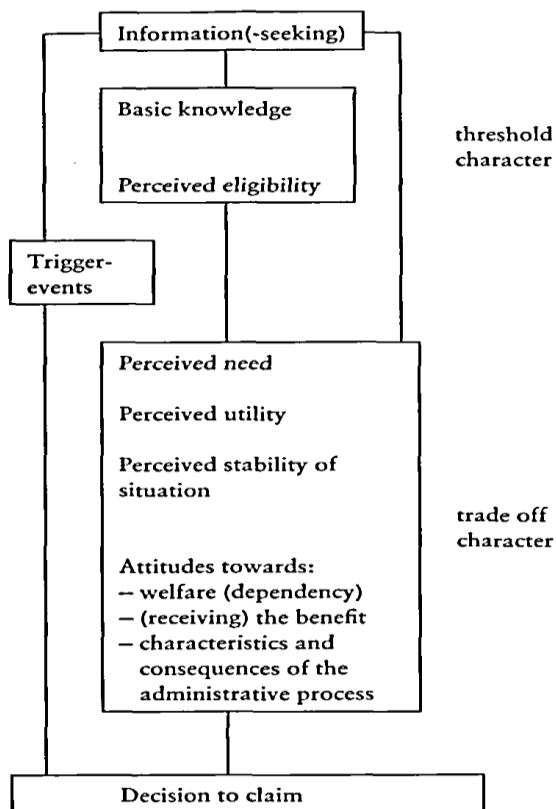 Information(-seeking)
Basic knowledge
threshold
character
Perceived eligibility
Trigger-
events
Perceived need
Perceived utility
Perceived stability of
situation
trade off
character
Attitudes towards:
– welfare (dependency)
– (receiving) the benefit
– characteristics and
consequences of the
administrative process
Decision to claim